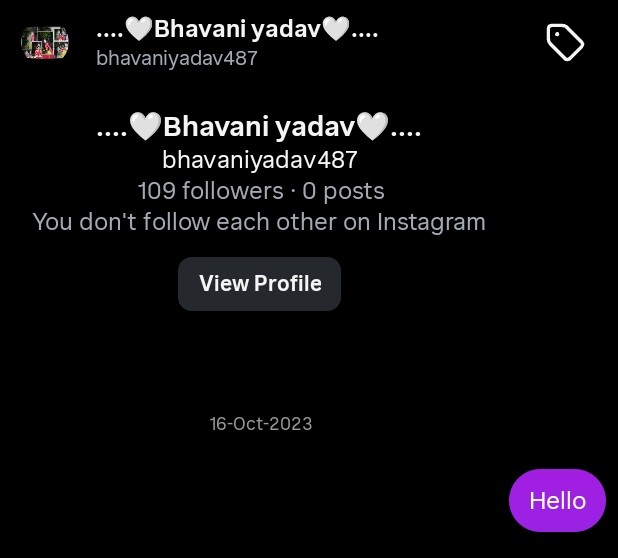 ....🤍Bhavani yadav🤍....
bhavaniyadav487
....🤍Bhavani yadav🤍....
bhavaniyadav487
109 followers · 0 posts
You don't follow each other on Instagram
View Profile
16-Oct-2023
Hello